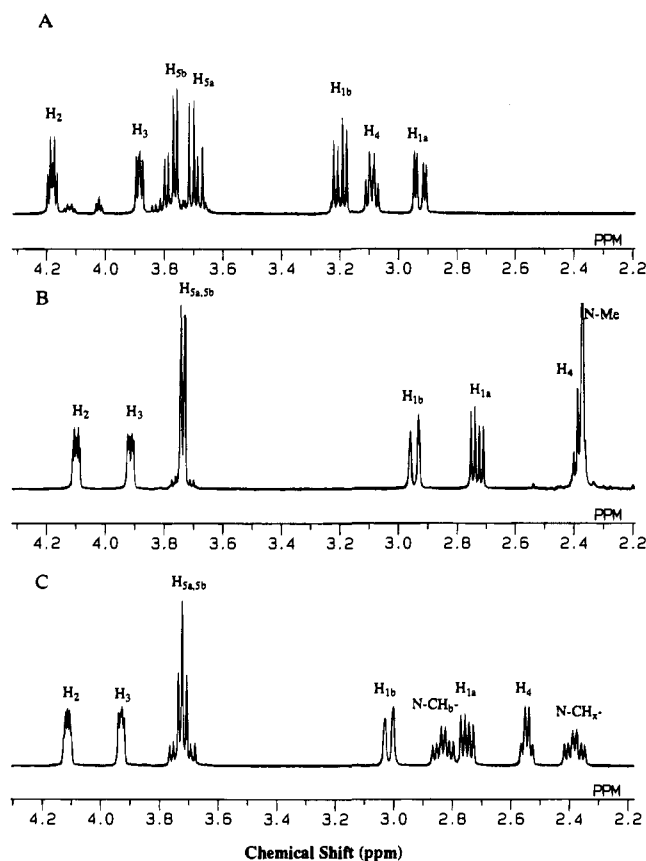 A
H5b
H5a
H2
H3
H1b
H4
H1a
PPM
4.2 4.0 3.8 3.6 3.4 3.2 3.0 2.8 2.6 2.4 2.2
B
H5a,5b
N-Me
H4
H2
H3
H1b
H1a
PPM
4.2 4.0 3.8 3.6 3.4 3.2 3.0 2.8 2.6 2.4 2.2
C
H5a,5b
H2
H3
H1b
N-CHb"
H1a
H4
N-CHa"
PPM
4.2 4.0 3.8 3.6 3.4 3.2 3.0 2.8 2.6 2.4 2.2
Chemical Shift (ppm)